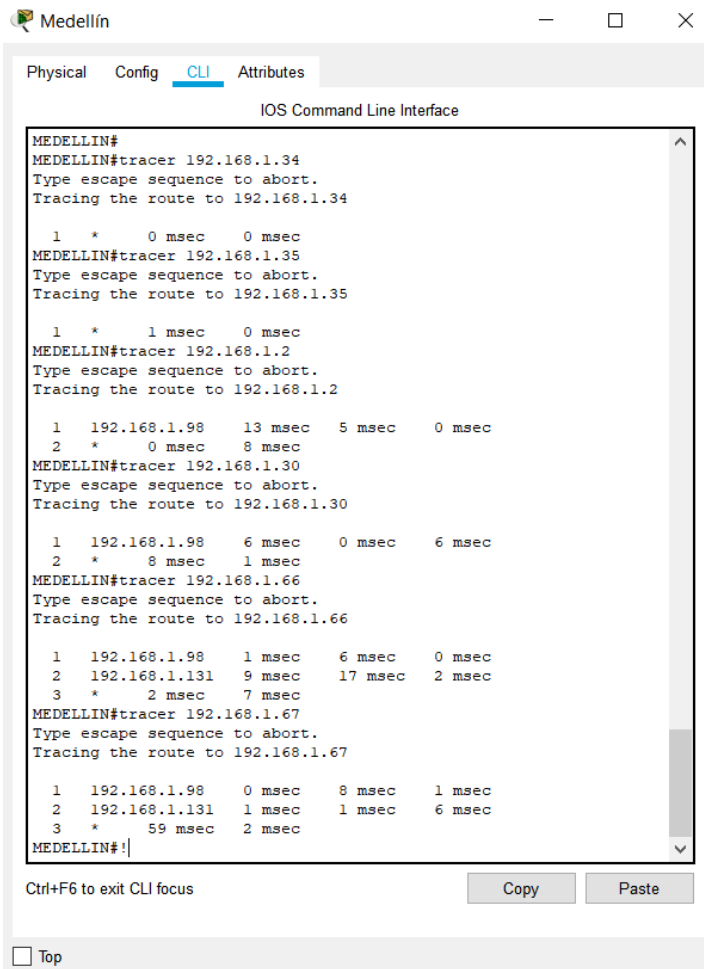 Medellín
Physical Config CLI Attributes
IOS Command Line Interface
MEDELLIN#
MEDELLIN#tracer 192.168.1.34
Type escape sequence to abort.
Tracing the route to 192.168.1.34
1 * 0 msec 0 msec
MEDELLIN#tracer 192.168.1.35
Type escape sequence to abort.
Tracing the route to 192.168.1.35
1 * 1 msec 0 msec
MEDELLIN#tracer 192.168.1.2
Type escape sequence to abort.
Tracing the route to 192.168.1.2
1 192.168.1.98 13 msec 5 msec 0 msec
2 * 0 msec 8 msec
MEDELLIN#tracer 192.168.1.30
Type escape sequence to abort.
Tracing the route to 192.168.1.30
1 192.168.1.98 6 msec 0 msec 6 msec
2 * 8 msec 1 msec
MEDELLIN#tracer 192.168.1.66
Type escape sequence to abort.
Tracing the route to 192.168.1.66
1 192.168.1.98 1 msec 6 msec 0 msec
2 192.168.1.131 9 msec 17 msec 2 msec
3 * 2 msec 7 msec
MEDELLIN#tracer 192.168.1.67
Type escape sequence to abort.
Tracing the route to 192.168.1.67
1 192.168.1.98 0 msec 8 msec 1 msec
2 192.168.1.131 1 msec 1 msec 6 msec
3 * 59 msec 2 msec
MEDELLIN#!
Ctrl+F6 to exit CLI focus Copy Paste
Top